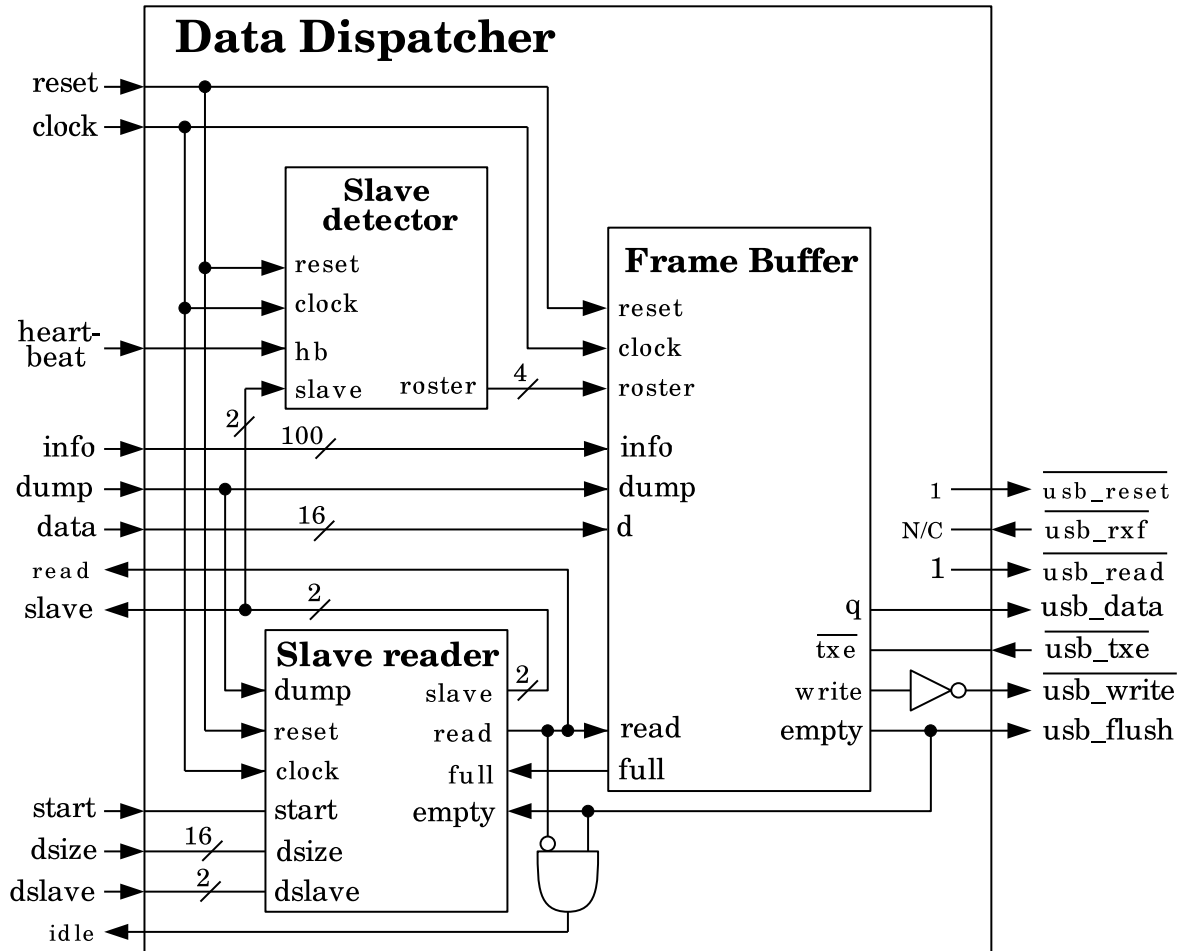 Data Dispatcher
reset
clock
heart-
beat
info
dump
data
read
slave
start
dsize
dslave
idle
Slave
detector
reset
clock
hb
slave
roster
4
2
100
16
2
Frame Buffer
reset
clock
roster
info
dump
d
q
txe
write
empty
read
full
Slave reader
dump
reset
clock
start
dsize
dslave
slave
read
full
empty
2
16
2
1
N/C
1
usb_reset
usb_rxf
usb_read
usb_data
usb_txe
usb_write
usb_flush